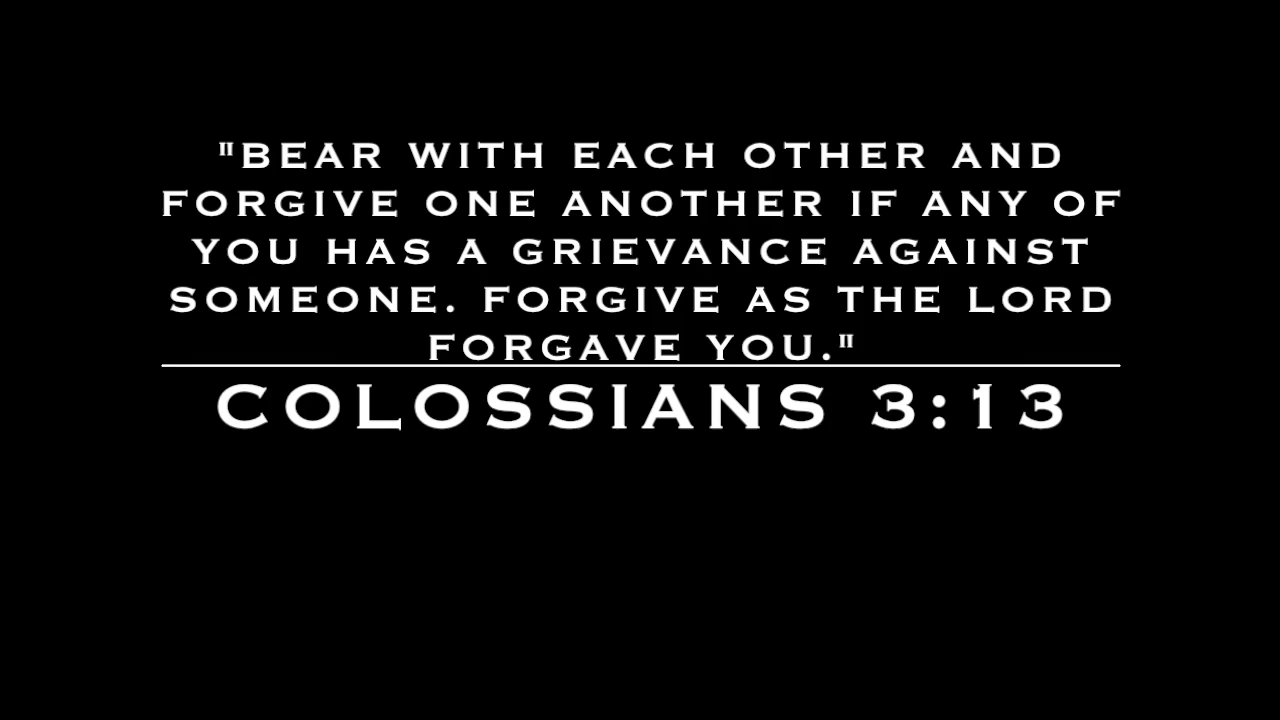 "BEAR WITH EACH OTHER AND
FORGIVE ONE ANOTHER IF ANY OF
YOU HAS A GRIEVANCE AGAINST
SOMEONE. FORGIVE AS THE LORD
FORGAVE YOU."
COLOSSIANS 3:13